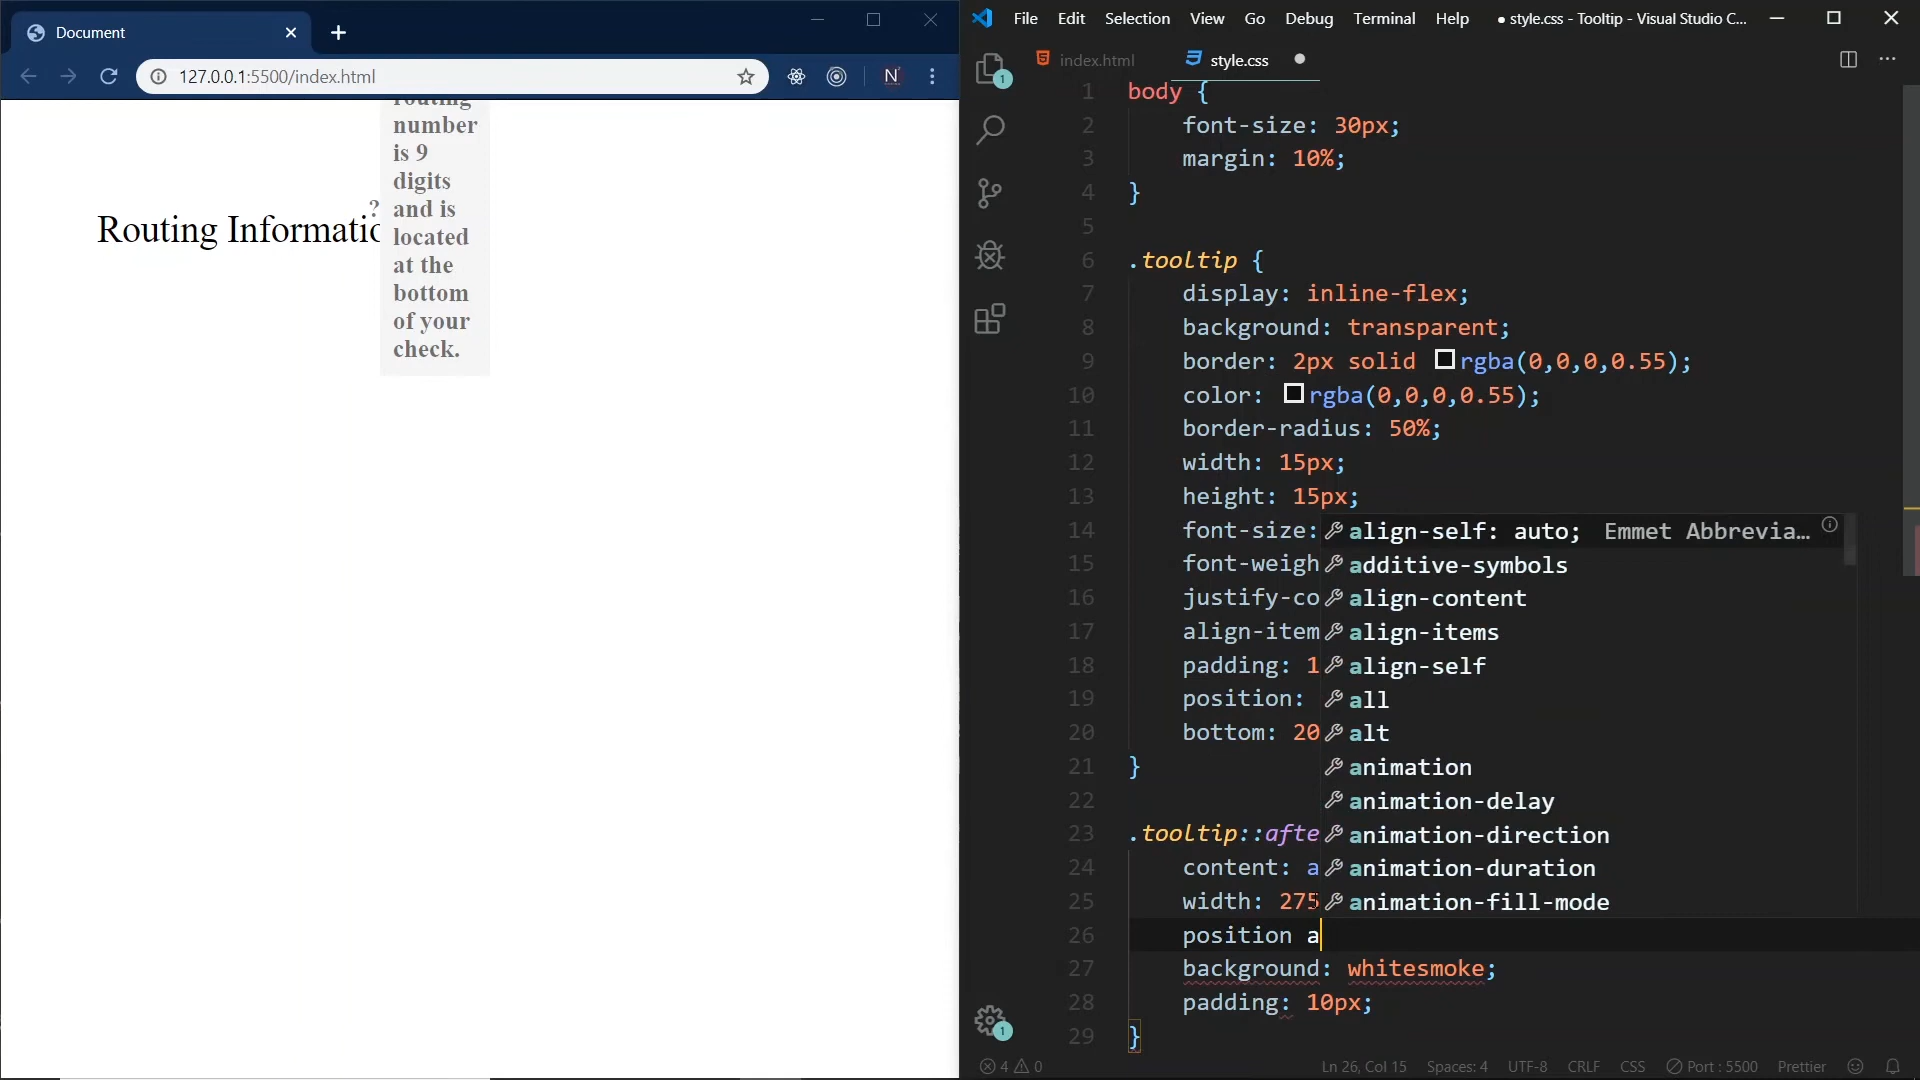 Document
127.0.0.1:5500/index.html
N
routing
number
is 9
digits
and is
located
at the
bottom
of your
check.
?
Routing Informatio
File Edit Selection View Go Debug Terminal Help
● style.css - Tooltip - Visual Studio C...
index.html
style.css
1
1
1 body {
2 font-size: 30px;
3 margin: 10%;
4 }
5
6 .tooltip {
7 display: inline-flex;
8 background: transparent;
9 border: 2px solid rgba(0,0,0,0.55);
10 color: rgba(0,0,0,0.55);
11 border-radius: 50%;
12 width: 15px;
13 height: 15px;
14 font-size:
15 font-weigh
16 justify-co
17 align-item
18 padding: 1
19 position:
20 bottom: 20
21 }
22
23 .tooltip::afte
24 content: a
25 width: 275
26 position a
27 background: whitesmoke;
28 padding: 10px;
29 }
align-self: auto; Emmet Abbrevia...
additive-symbols
align-content
align-items
align-self
all
alt
animation
animation-delay
animation-direction
animation-duration
animation-fill-mode
4 0
Ln 26, Col 15 Spaces: 4 UTF-8 CRLF CSS Port : 5500 Prettier